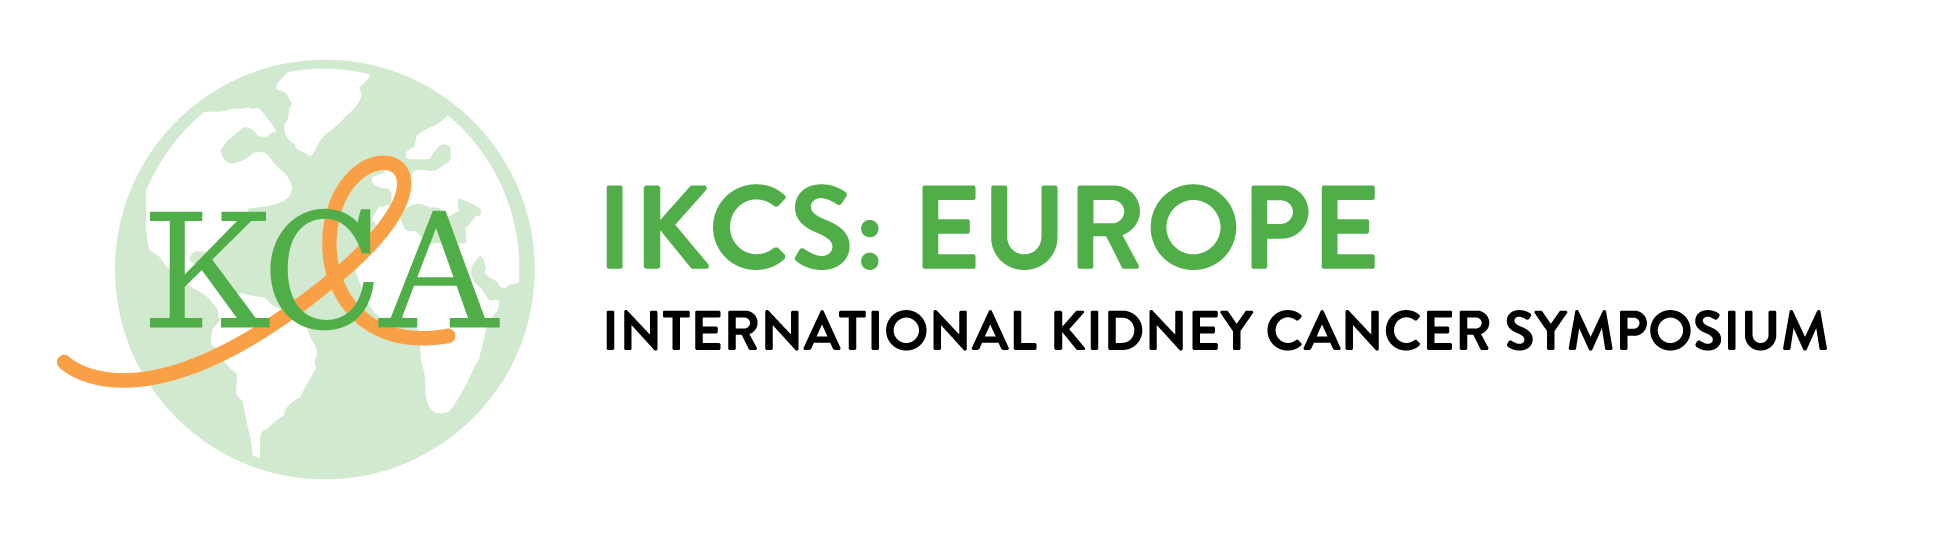 KCA
IKCS: EUROPE
INTERNATIONAL KIDNEY CANCER SYMPOSIUM